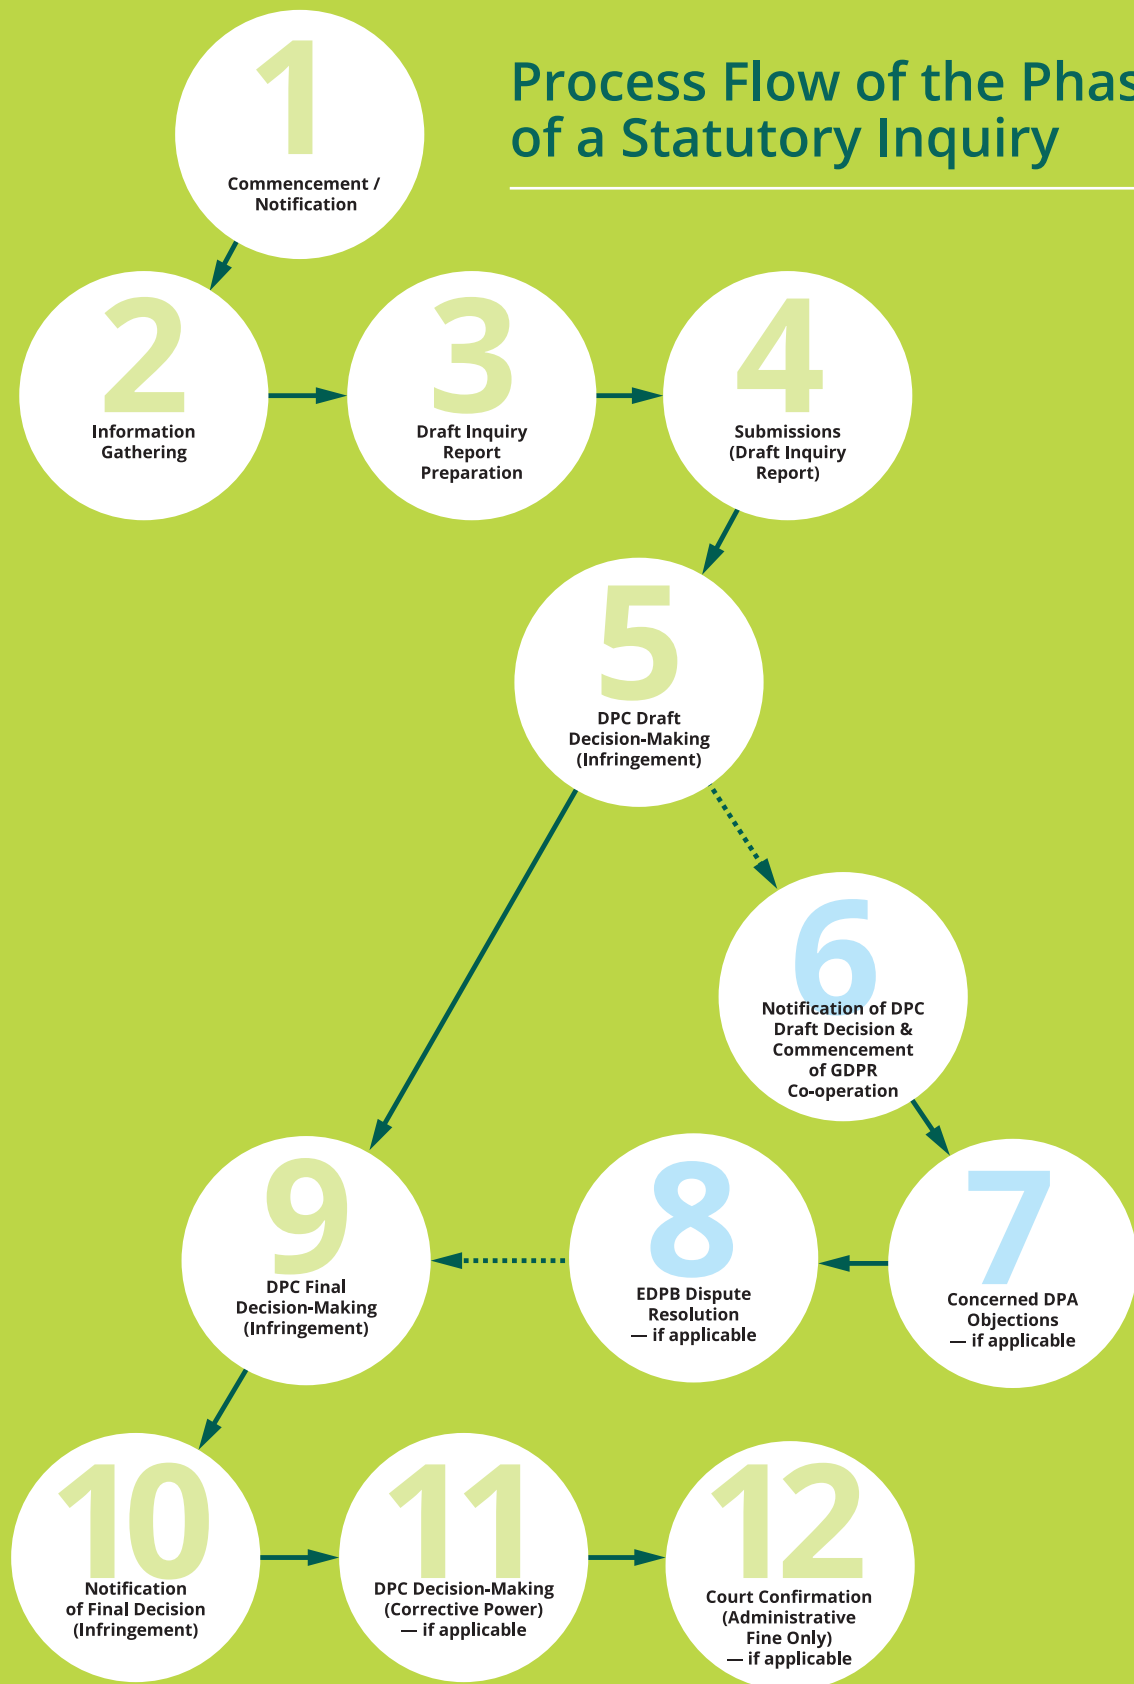 1
Commencement /
Notification
Process Flow of the Phas
of a Statutory Inquiry
2
Information
Gathering
3
Draft Inquiry
Report
Preparation
4
Submissions
(Draft Inquiry
Report)
5
DPC Draft
Decision-Making
(Infringement)
6
Notification of DPC
Draft Decision &
Commencement
of GDPR
Co-operation
7
Concerned DPA
Objections
— if applicable
8
EDPB Dispute
Resolution
— if applicable
9
DPC Final
Decision-Making
(Infringement)
10
Notification
of Final Decision
(Infringement)
11
DPC Decision-Making
(Corrective Power)
— if applicable
12
Court Confirmation
(Administrative
Fine Only)
— if applicable